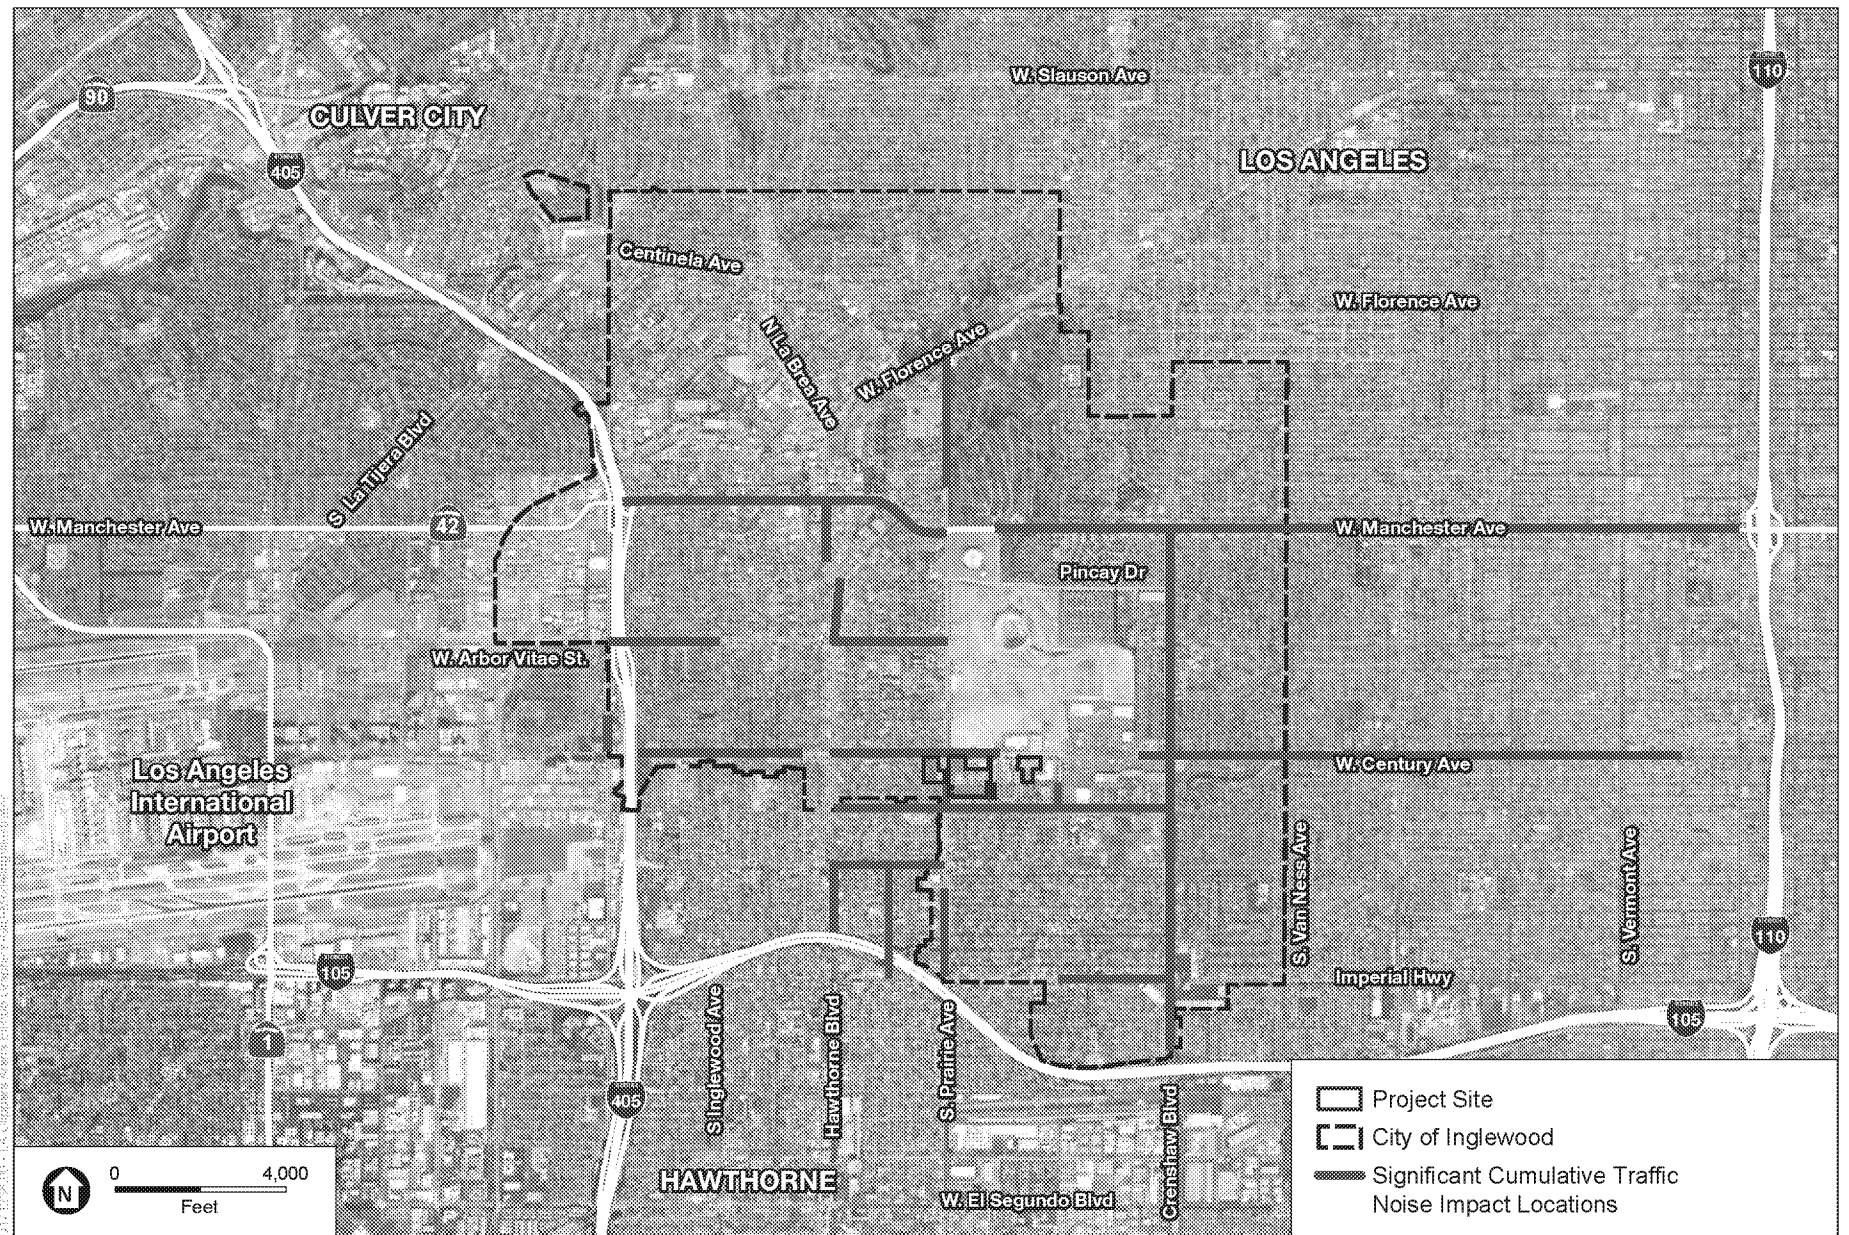 W. Slauson Ave
110
90
CULVER CITY
LOS ANGELES
405
Centinela Ave
W. Florence Ave
N La Brea Ave
W. Florence Ave
S La Tijera Blvd
W. Manchester Ave
42
W. Manchester Ave
Pincay Dr
W. Arbor Vitae St.
Los Angeles
International
Airport
W. Century Ave
S. Van Ness Ave
S. Vermont Ave
110
105
Imperial Hwy
105
1
S Inglewood Ave
Hawthorne Blvd
S. Prairie Ave
Crenshaw Blvd
405
HAWTHORNE
W. El Segundo Blvd
N
0 4,000
Feet
Project Site
City of Inglewood
Significant Cumulative Traffic
Noise Impact Locations